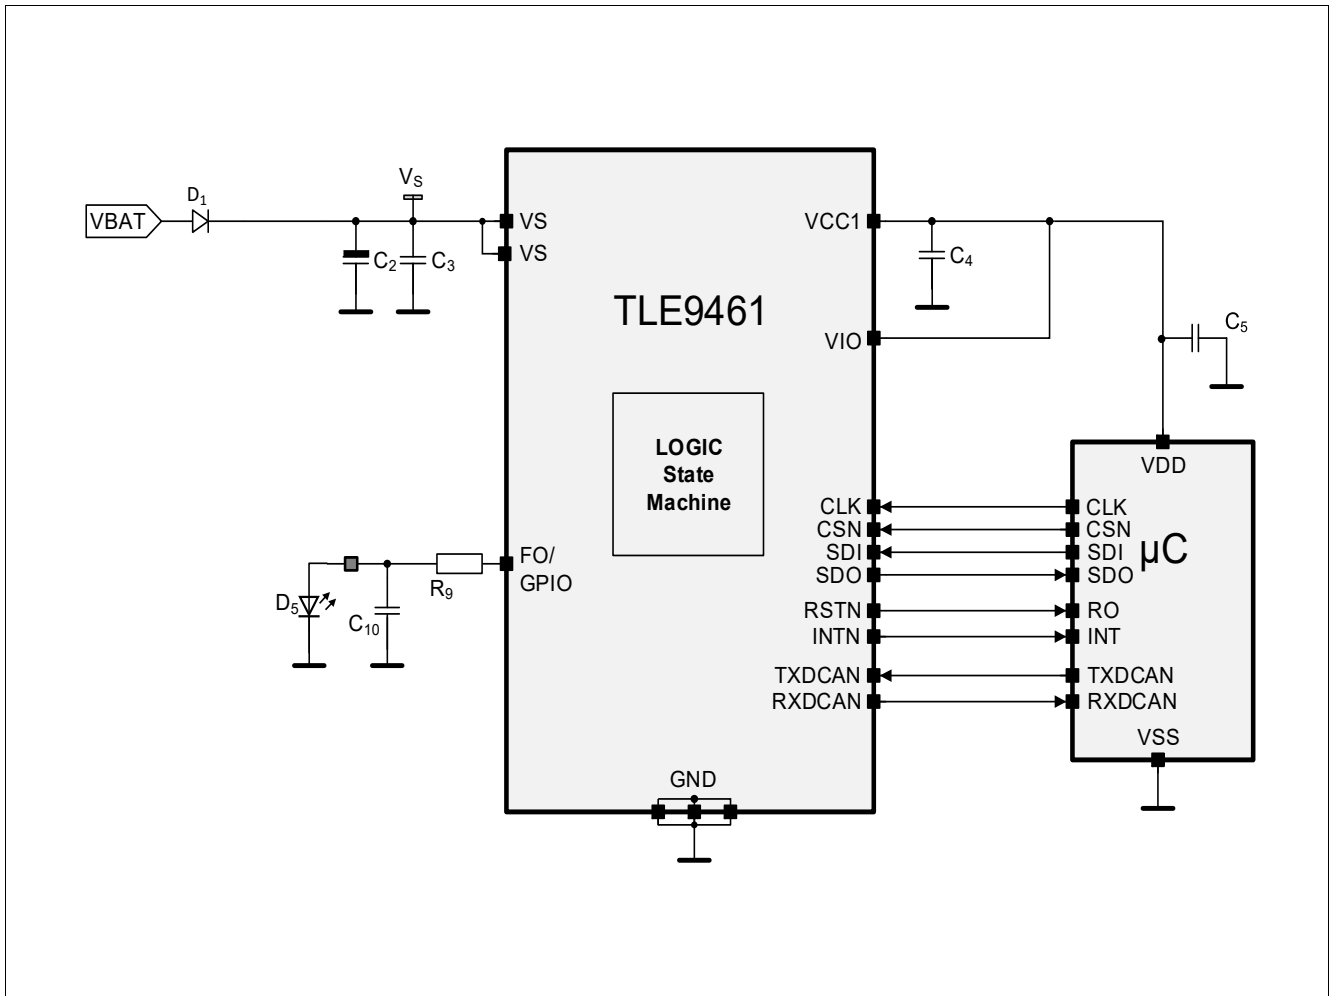 VBAT
D1
VS
C2
C3
VS
VS
TLE9461
LOGIC
State
Machine
FO/
GPIO
R9
D5
C10
GND
VCC1
C4
VIO
C5
VDD
µC
CLK
CSN
SDI
SDO
RSTN
INTN
TXDCAN
RXDCAN
CLK
CSN
SDI
SDO
RO
INT
TXDCAN
RXDCAN
VSS